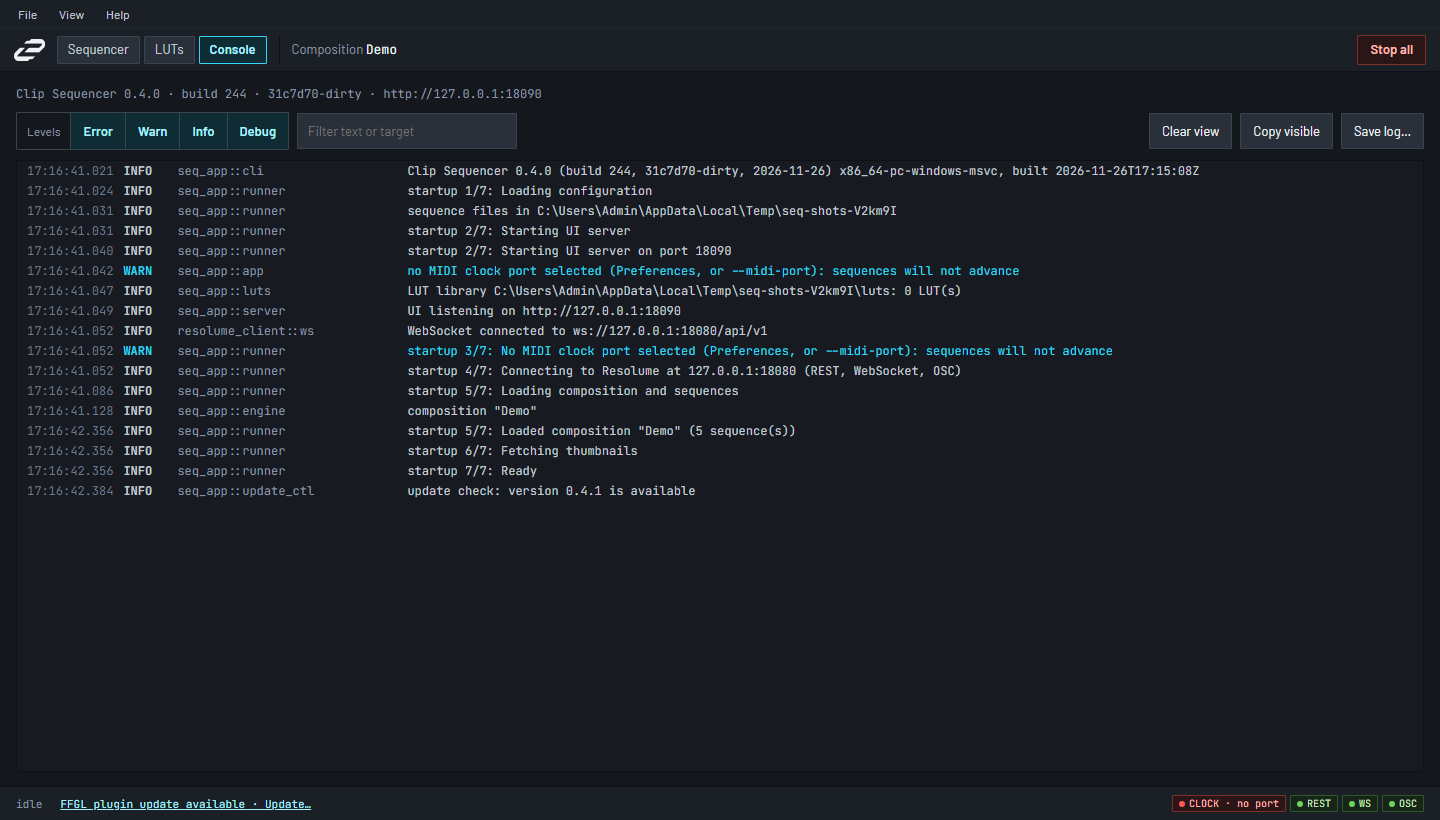 File View Help
Sequencer LUTs Console Composition Demo Stop all
Clip Sequencer 0.4.0 · build 244 · 31c7d70-dirty · http://127.0.0.1:18090
Levels Error Warn Info Debug Filter text or target Clear view Copy visible Save log…
17:16:41.021 INFO seq_app::cli Clip Sequencer 0.4.0 (build 244, 31c7d70-dirty, 2026-11-26) x86_64-pc-windows-msvc, built 2026-11-26T17:15:08Z
17:16:41.024 INFO seq_app::runner startup 1/7: Loading configuration
17:16:41.031 INFO seq_app::runner sequence files in C:\Users\Admin\AppData\Local\Temp\seq-shots-V2km9I
17:16:41.031 INFO seq_app::runner startup 2/7: Starting UI server
17:16:41.040 INFO seq_app::runner startup 2/7: Starting UI server on port 18090
17:16:41.042 WARN seq_app::app no MIDI clock port selected (Preferences, or --midi-port): sequences will not advance
17:16:41.047 INFO seq_app::luts LUT library C:\Users\Admin\AppData\Local\Temp\seq-shots-V2km9I\luts: 0 LUT(s)
17:16:41.049 INFO seq_app::server UI listening on http://127.0.0.1:18090
17:16:41.052 INFO resolume_client::ws WebSocket connected to ws://127.0.0.1:18080/api/v1
17:16:41.052 WARN seq_app::runner startup 3/7: No MIDI clock port selected (Preferences, or --midi-port): sequences will not advance
17:16:41.052 INFO seq_app::runner startup 4/7: Connecting to Resolume at 127.0.0.1:18080 (REST, WebSocket, OSC)
17:16:41.086 INFO seq_app::runner startup 5/7: Loading composition and sequences
17:16:41.128 INFO seq_app::engine composition "Demo"
17:16:42.356 INFO seq_app::runner startup 5/7: Loaded composition "Demo" (5 sequence(s))
17:16:42.356 INFO seq_app::runner startup 6/7: Fetching thumbnails
17:16:42.356 INFO seq_app::runner startup 7/7: Ready
17:16:42.384 INFO seq_app::update_ctl update check: version 0.4.1 is available
idle FFGL plugin update available · Update… CLOCK · no port REST WS OSC